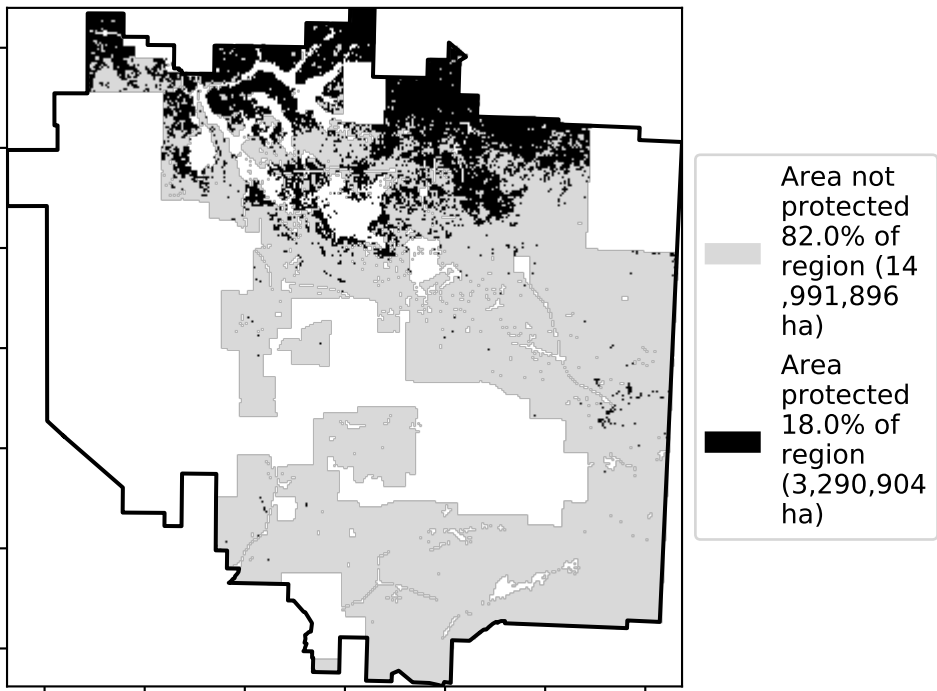 Area not
protected
82.0% of
region (14
,991,896
ha)
Area
protected
18.0% of
region
(3,290,904
ha)